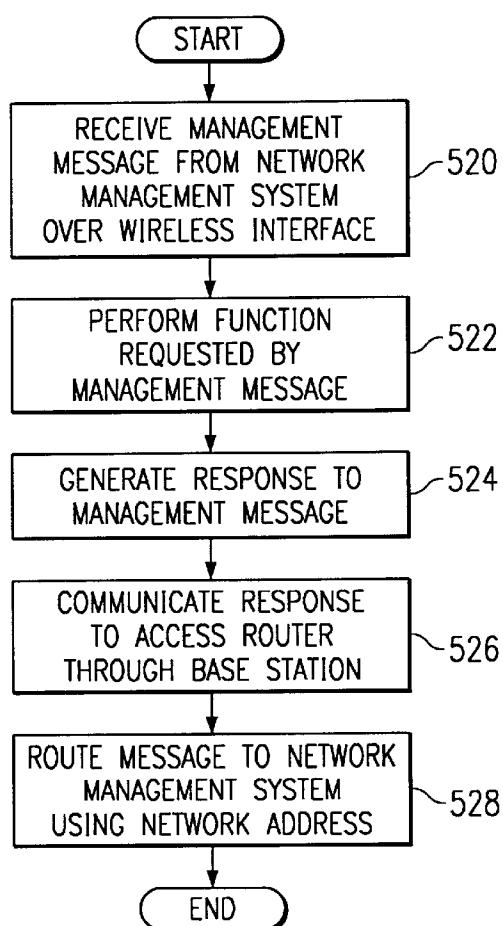 START
RECEIVE MANAGEMENT
MESSAGE FROM NETWORK
MANAGEMENT SYSTEM
OVER WIRELESS INTERFACE
520
PERFORM FUNCTION
REQUESTED BY
MANAGEMENT MESSAGE
522
GENERATE RESPONSE TO
MANAGEMENT MESSAGE
524
COMMUNICATE RESPONSE
TO ACCESS ROUTER
THROUGH BASE STATION
526
ROUTE MESSAGE TO NETWORK
MANAGEMENT SYSTEM
USING NETWORK ADDRESS
528
END